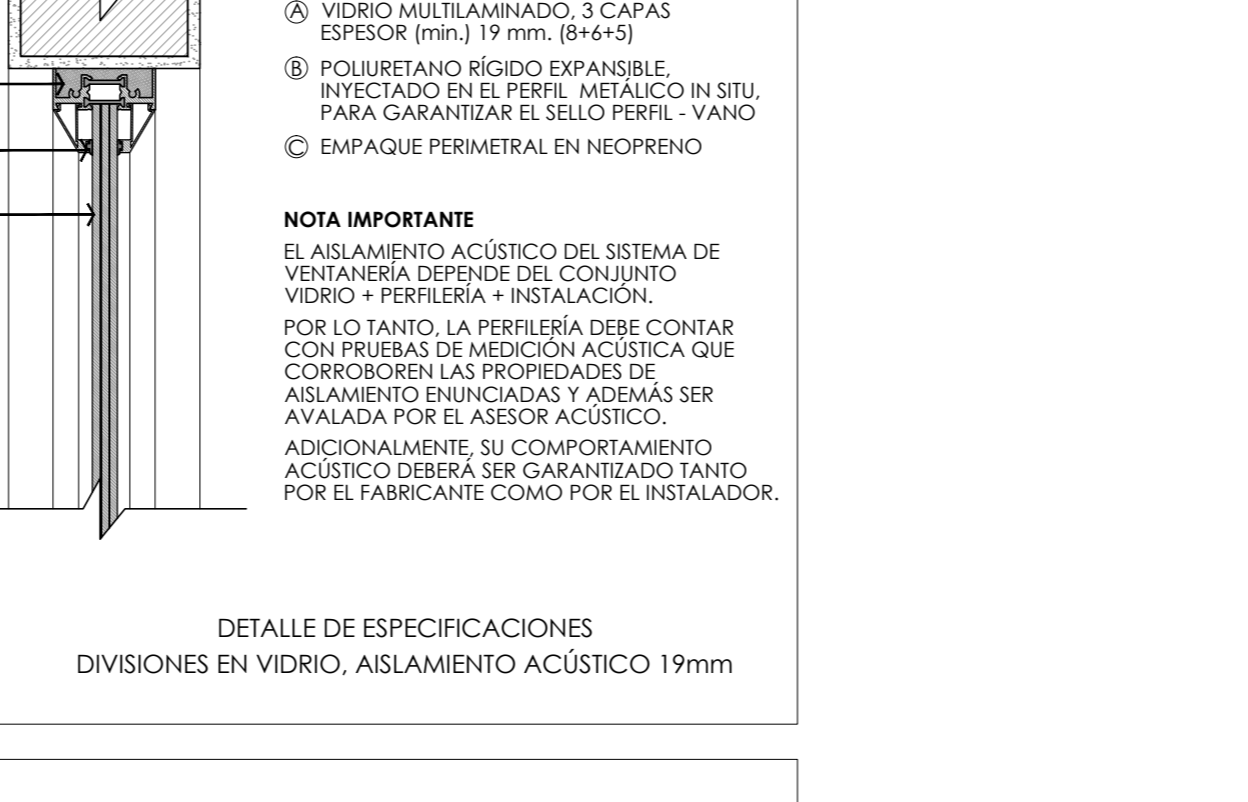 Ⓐ VIDRIO MULTILAMINADO, 3 CAPAS
ESPESOR (min.) 19 mm. (8+6+5)
Ⓑ POLIURETANO RÍGIDO EXPANSIBLE,
INYECTADO EN EL PERFIL METÁLICO IN SITU,
PARA GARANTIZAR EL SELLO PERFIL - VANO
Ⓒ EMPAQUE PERIMETRAL EN NEOPRENO
NOTA IMPORTANTE
EL AISLAMIENTO ACÚSTICO DEL SISTEMA DE
VENTANERÍA DEPENDE DEL CONJUNTO
VIDRIO + PERFILERÍA + INSTALACIÓN.
POR LO TANTO, LA PERFILERÍA DEBE CONTAR
CON PRUEBAS DE MEDICIÓN ACÚSTICA QUE
CORROBOREN LAS PROPIEDADES DE
AISLAMIENTO ENUNCIADAS Y ADEMÁS SER
AVALADA POR EL ASESOR ACÚSTICO.
ADICIONALMENTE, SU COMPORTAMIENTO
ACÚSTICO DEBERÁ SER GARANTIZADO TANTO
POR EL FABRICANTE COMO POR EL INSTALADOR.
DETALLE DE ESPECIFICACIONES
DIVISIONES EN VIDRIO, AISLAMIENTO ACÚSTICO 19mm